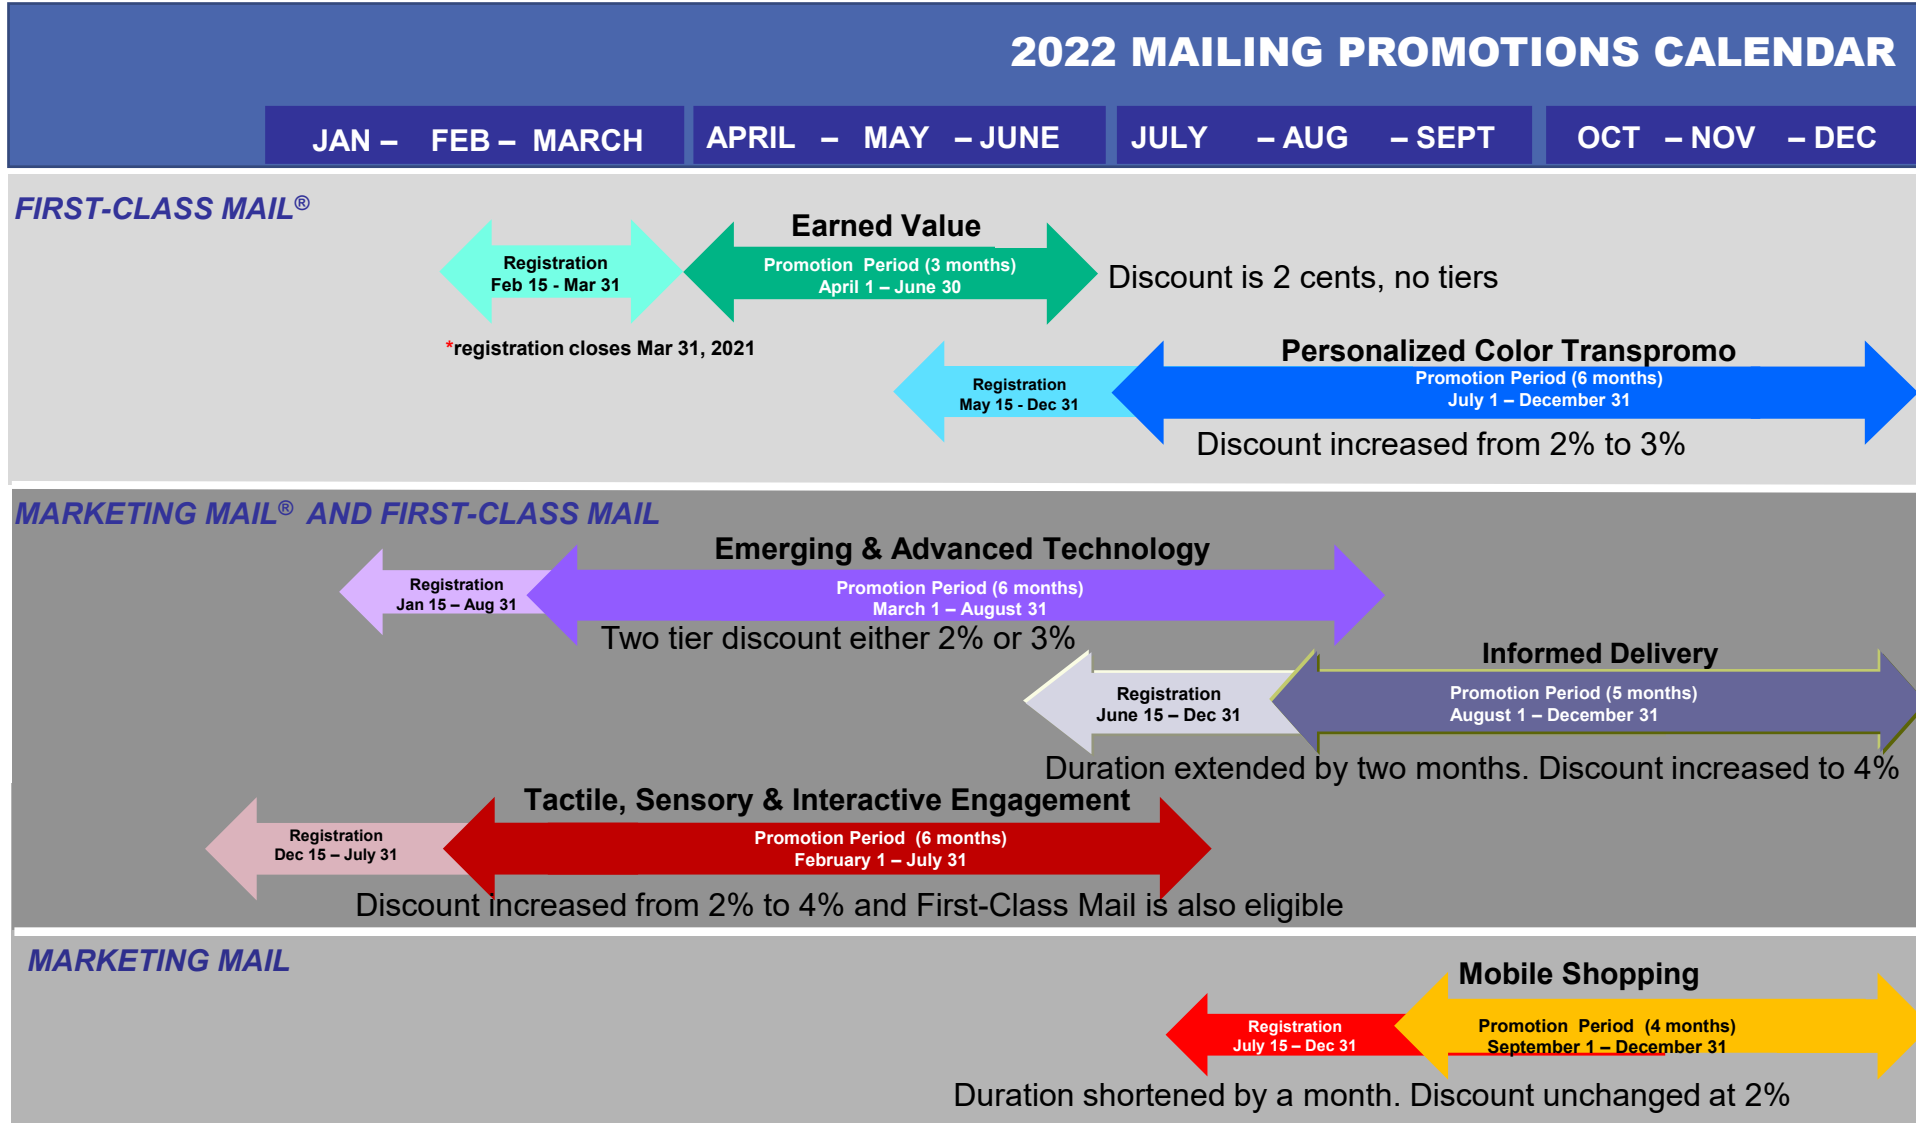 2022 MAILING PROMOTIONS CALENDAR
JAN – FEB – MARCH
APRIL – MAY – JUNE
JULY – AUG – SEPT
OCT – NOV – DEC
FIRST-CLASS MAIL®
Earned Value
Registration
Feb 15 - Mar 31
Promotion Period (3 months)
April 1 – June 30
Discount is 2 cents, no tiers
*registration closes Mar 31, 2021
Personalized Color Transpromo
Registration
May 15 - Dec 31
Promotion Period (6 months)
July 1 – December 31
Discount increased from 2% to 3%
MARKETING MAIL® AND FIRST-CLASS MAIL
Emerging & Advanced Technology
Registration
Jan 15 – Aug 31
Promotion Period (6 months)
March 1 – August 31
Two tier discount either 2% or 3%
Informed Delivery
Registration
June 15 – Dec 31
Promotion Period (5 months)
August 1 – December 31
Duration extended by two months. Discount increased to 4%
Tactile, Sensory & Interactive Engagement
Registration
Dec 15 – July 31
Promotion Period (6 months)
February 1 – July 31
Discount increased from 2% to 4% and First-Class Mail is also eligible
MARKETING MAIL
Mobile Shopping
Registration
July 15 – Dec 31
Promotion Period (4 months)
September 1 – December 31
Duration shortened by a month. Discount unchanged at 2%